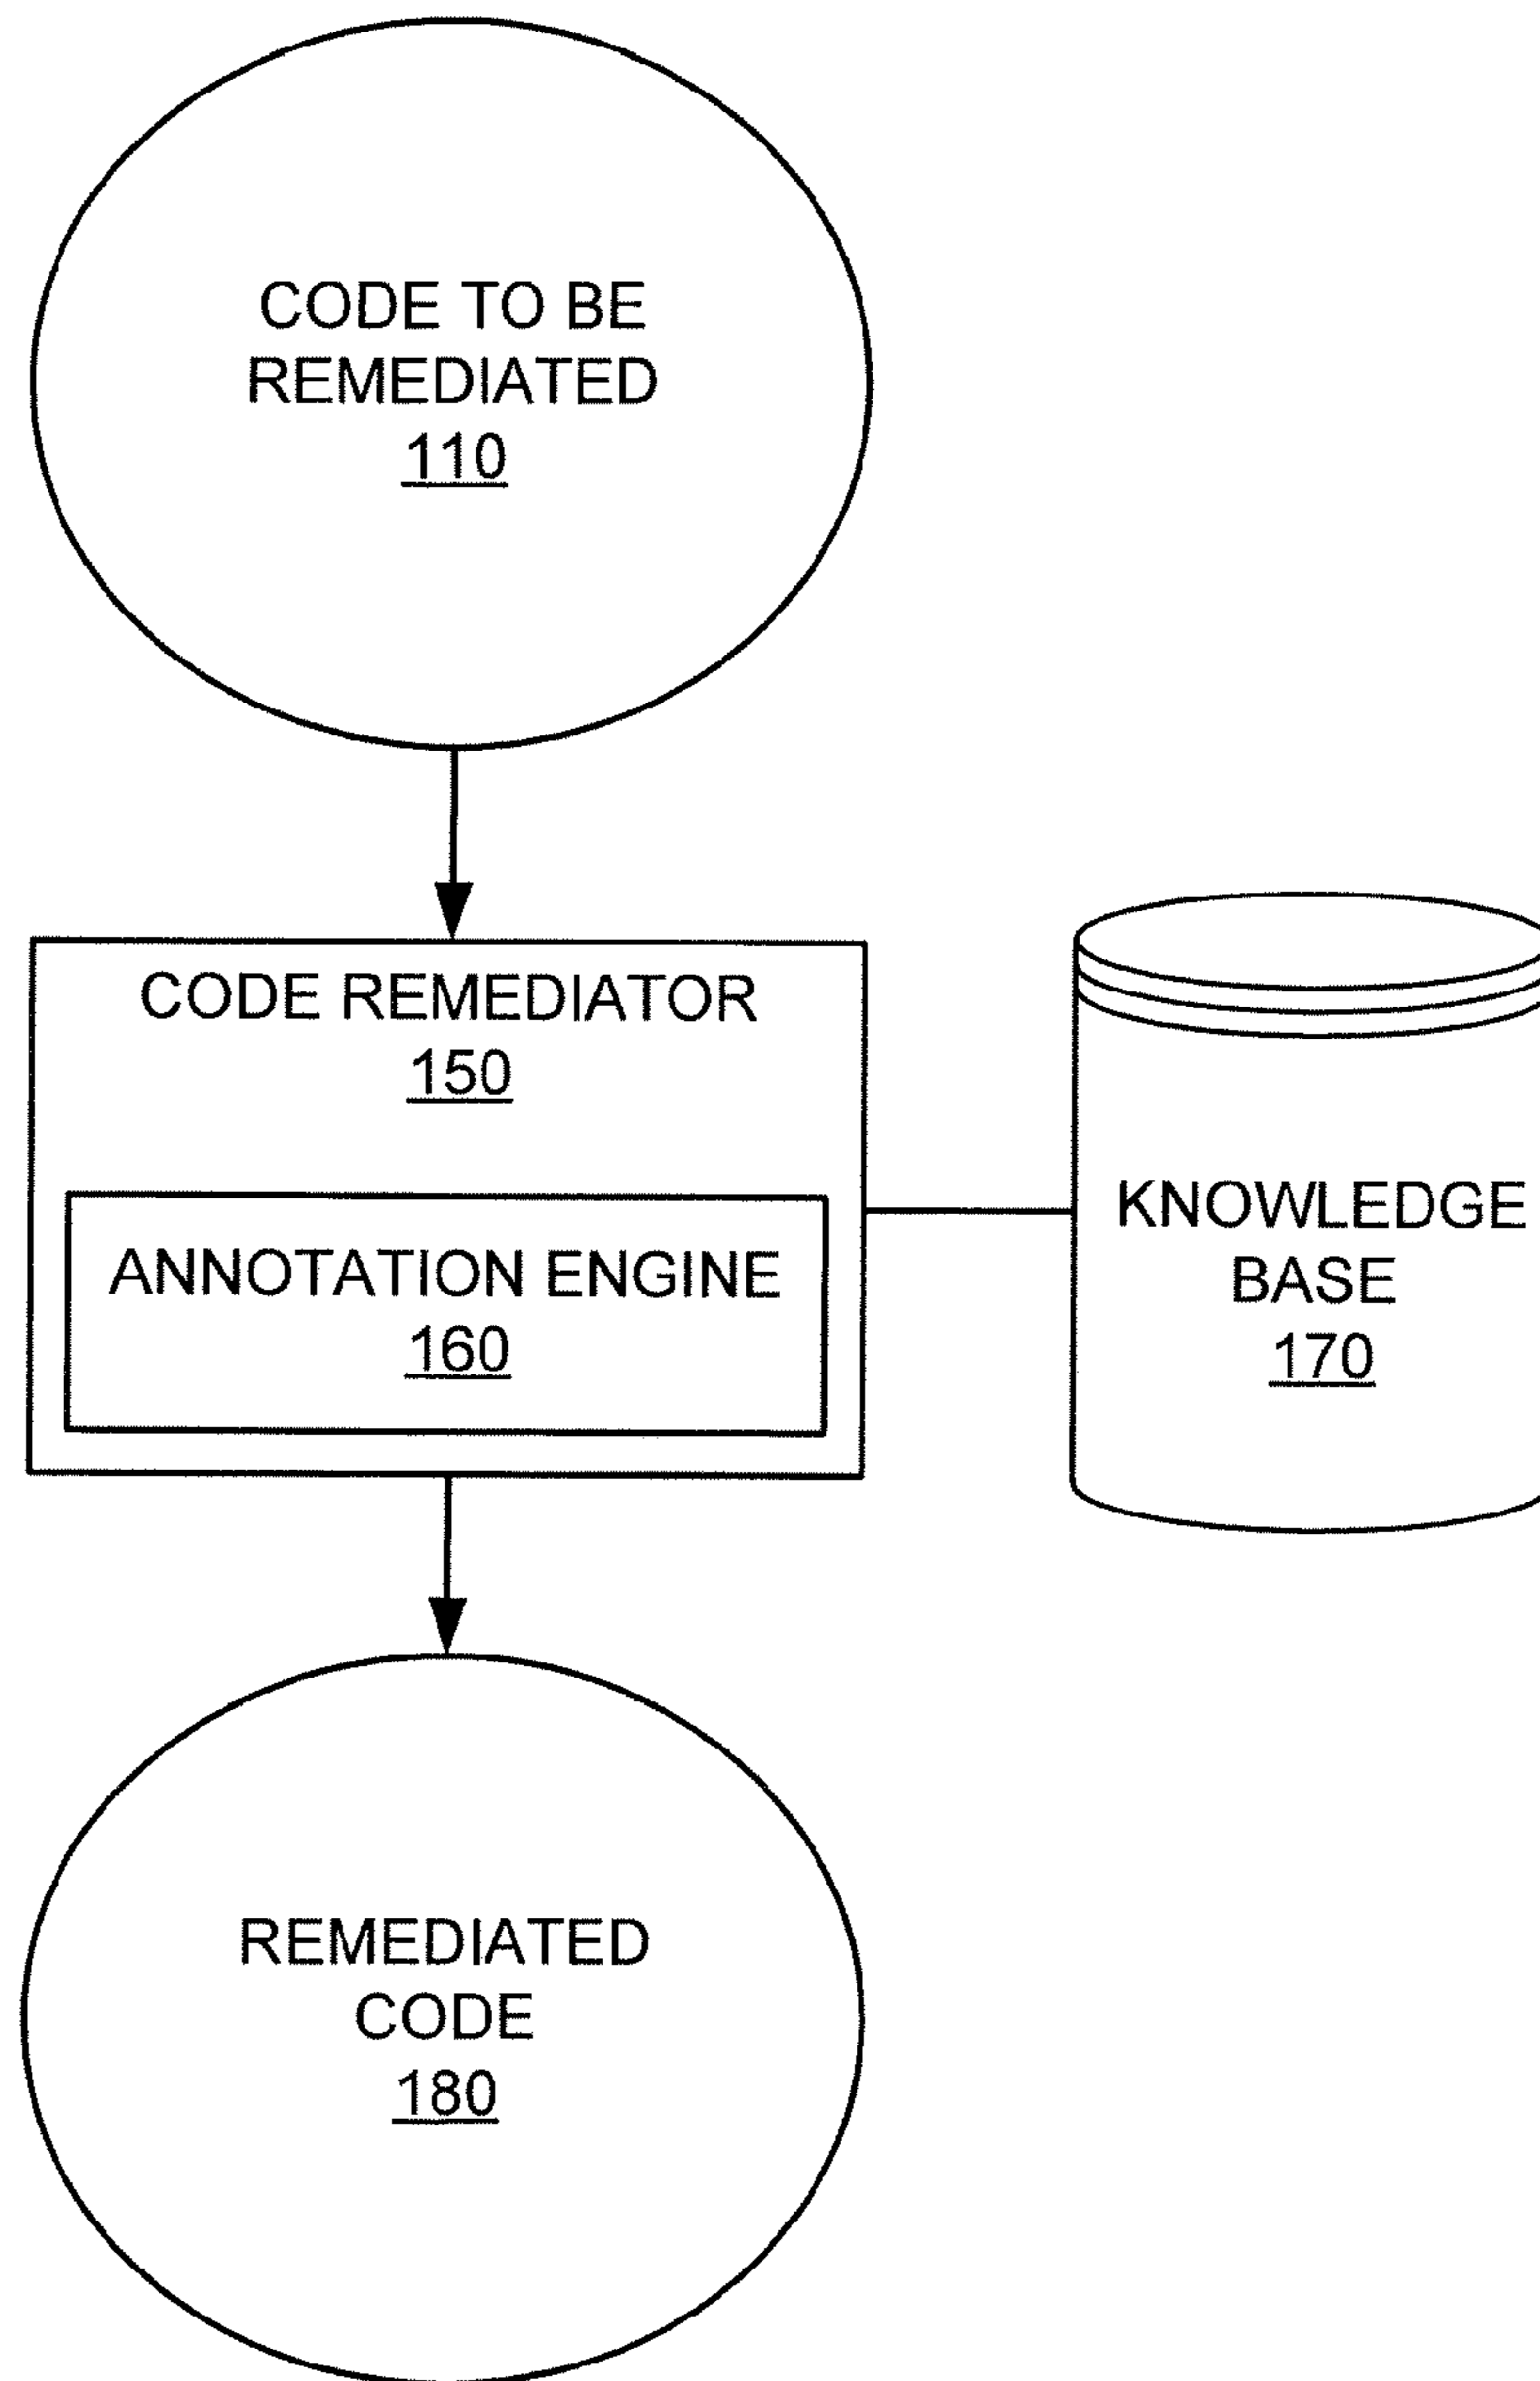 CODE TO BE
REMEDIATED
110
CODE REMEDIATOR
150
ANNOTATION ENGINE
160
KNOWLEDGE
BASE
170
REMEDIATED
CODE
180